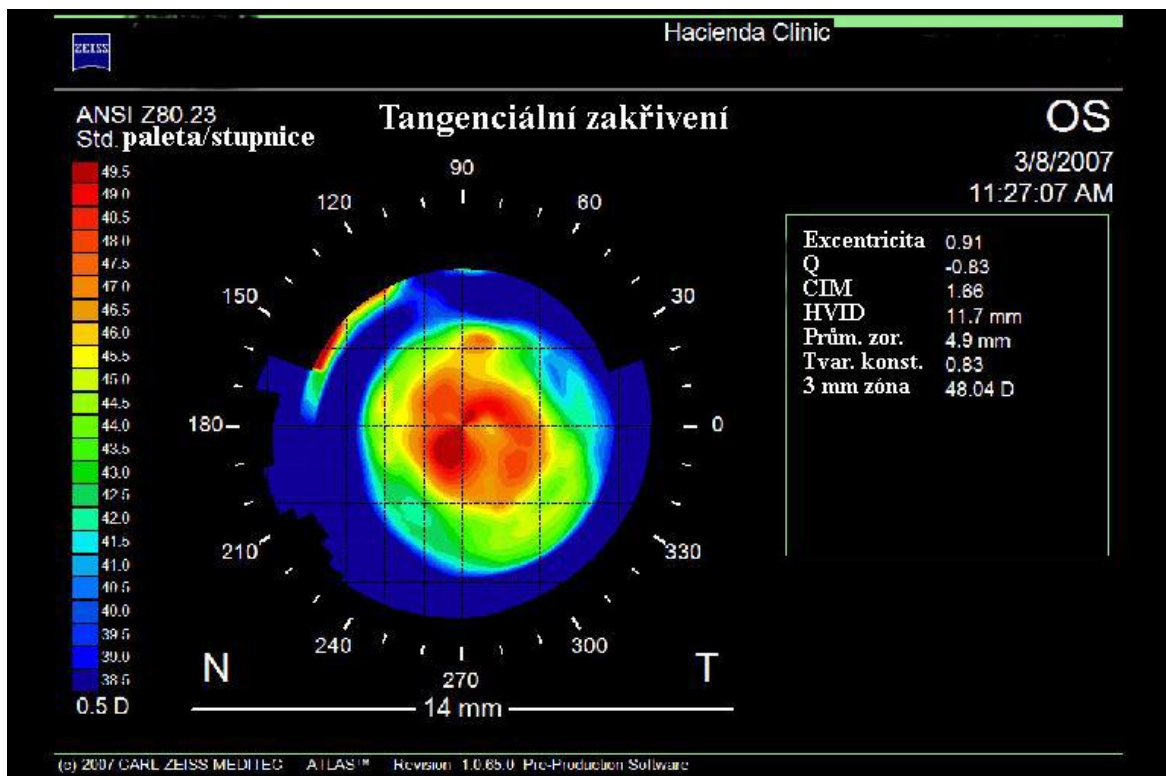 Hacienda Clinic
ZEISS
ANSI Z80.23
Std. paleta/stupnice
Tangenciální zakřivení
OS
3/8/2007
11:27:07 AM
49.5
49.0
40.5
48.0
47.5
47.0
46.5
46.0
45.5
45.0
44.5
44.0
43.5
43.0
42.5
42.0
41.5
41.0
40.5
40.0
39.5
39.0
38.5
0.5 D
90
120
60
150
30
180
0
210
330
240
300
270
N
T
14 mm
Excentricita 0.91
Q -0.83
CIM 1.66
HVID 11.7 mm
Prům. zor. 4.9 mm
Tvar. konst. 0.83
3 mm zóna 48.04 D
(c) 2007 CARL ZEISS MEDITEC ATLAS™ Revision 1.0.65.0 Pre-Production Software